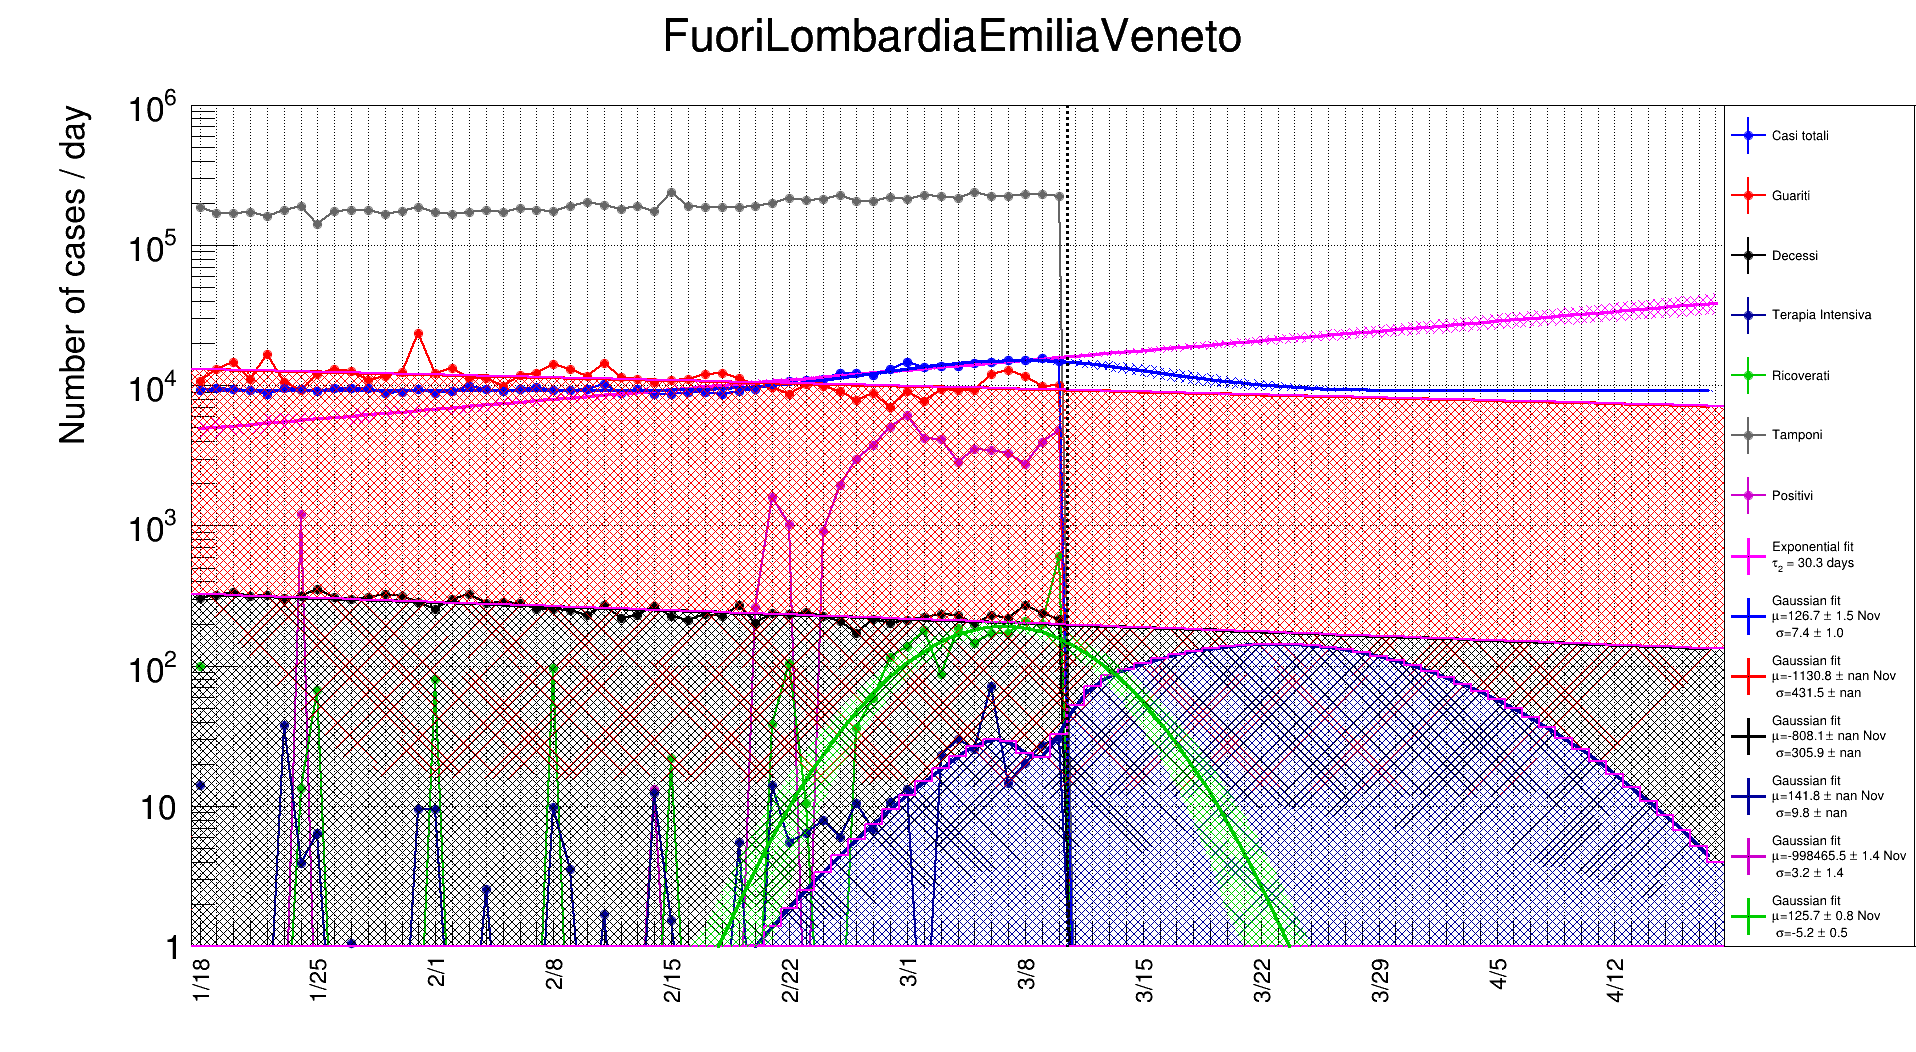 FuoriLombardiaEmiliaVeneto
Number of cases / day
10^6
10^5
10^4
10^3
10^2
10
1
1/18
1/25
2/1
2/8
2/15
2/22
3/1
3/8
3/15
3/22
3/29
4/5
4/12
Casi totali
Guariti
Decessi
Terapia Intensiva
Ricoverati
Tamponi
Positivi
Exponential fit
τ_2 = 30.3 days
Gaussian fit
μ=126.7 ± 1.5 Nov
σ=7.4 ± 1.0
Gaussian fit
μ=-1130.8 ± nan Nov
σ=431.5 ± nan
Gaussian fit
μ=-808.1 ± nan Nov
σ=305.9 ± nan
Gaussian fit
μ=141.8 ± nan Nov
σ=9.8 ± nan
Gaussian fit
μ=-998465.5 ± 1.4 Nov
σ=3.2 ± 1.4
Gaussian fit
μ=125.7 ± 0.8 Nov
σ=-5.2 ± 0.5